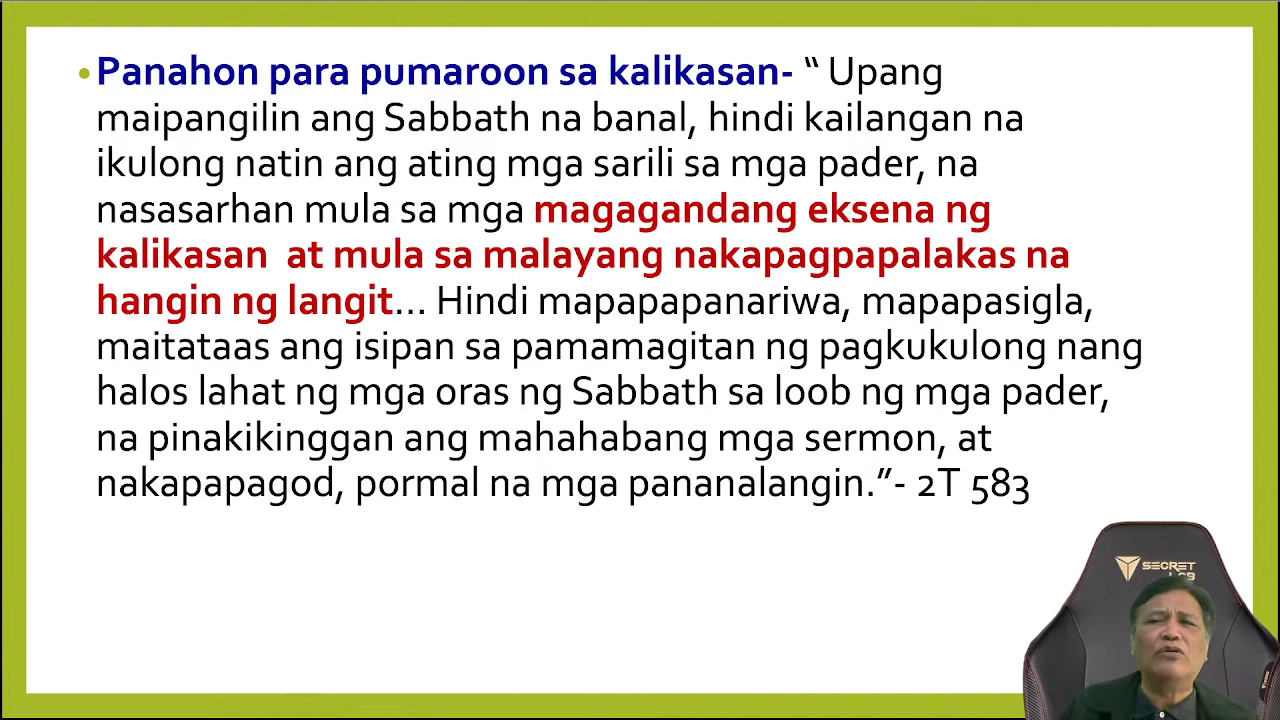 • Panahon para pumaroon sa kalikasan- “ Upang
maipangilin ang Sabbath na banal, hindi kailangan na
ikulong natin ang ating mga sarili sa mga pader, na
nasasarhan mula sa mga magagandang eksena ng
kalikasan at mula sa malayang nakapagpapalakas na
hangin ng langit... Hindi mapapapanariwa, mapapasigla,
maitataas ang isipan sa pamamagitan ng pagkukulong nang
halos lahat ng mga oras ng Sabbath sa loob ng mga pader,
na pinakikinggan ang mahahabang mga sermon, at
nakapapagod, pormal na mga pananalangin.”- 2T 583
SECRET
LAB